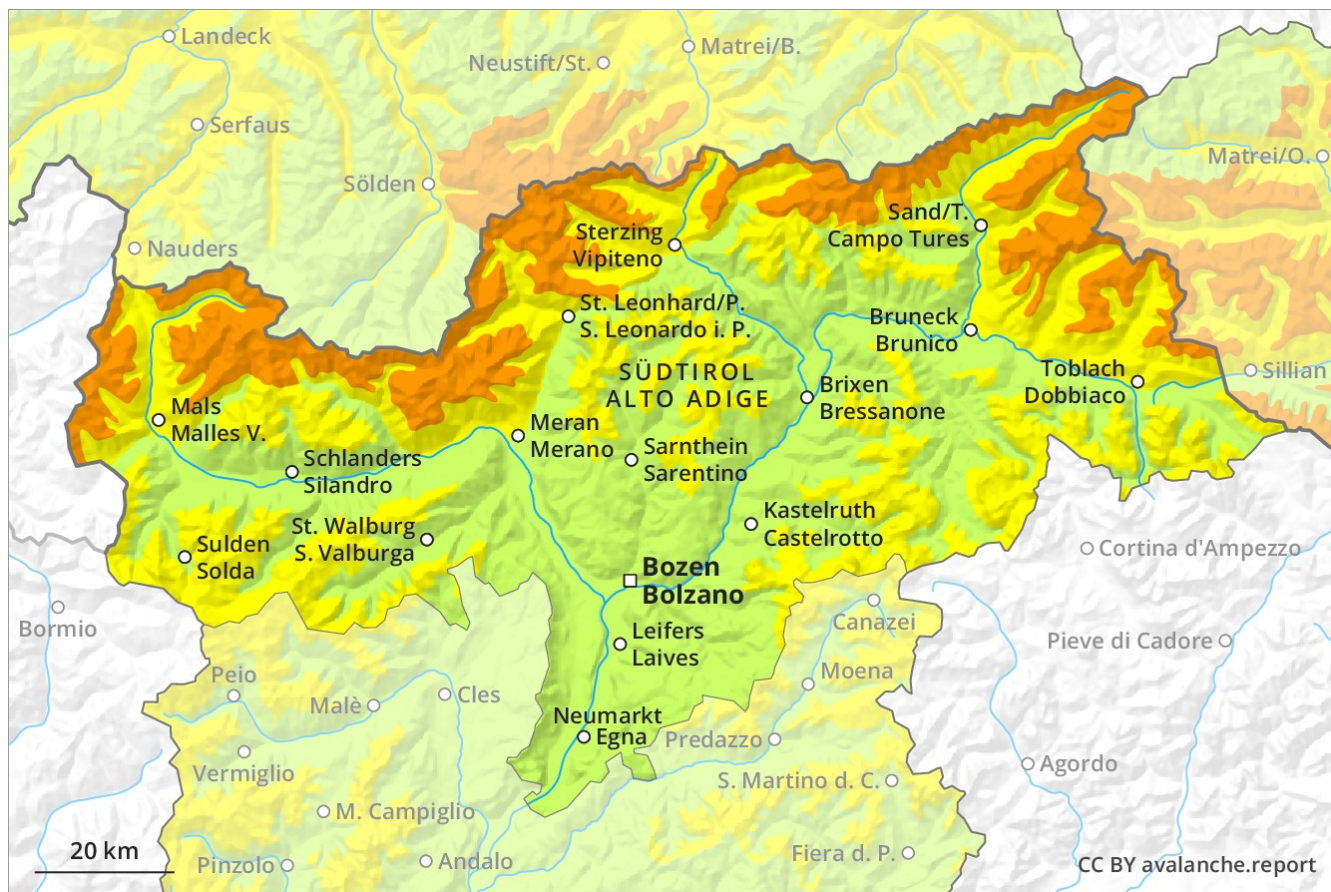 Landeck
Matrei/B.
Neustift/St.
Serfaus
Matrei/O.
Sölden
Sand/T.
Campo Tures
Sterzing
Vipiteno
Nauders
St. Leonhard/P.
S. Leonardo i. P.
Bruneck
Brunico
Toblach
Dobbiaco
Sillian
SÜDTIROL
ALTO ADIGE
Brixen
Bressanone
Mals
Malles V.
Meran
Merano
Sarnthein
Sarentino
Schlanders
Silandro
Kastelruth
Castelrotto
St. Walburg
S. Valburga
Sulden
Solda
Cortina d'Ampezzo
Bozen
Bolzano
Bormio
Canazei
Leifers
Laives
Pieve di Cadore
Peio
Moena
Malè
Cles
Neumarkt
Egna
Predazzo
Vermiglio
Agordo
S. Martino d. C.
M. Campiglio
20 km
Pinzolo
Andalo
Fiera d. P.
CC BY avalanche.report